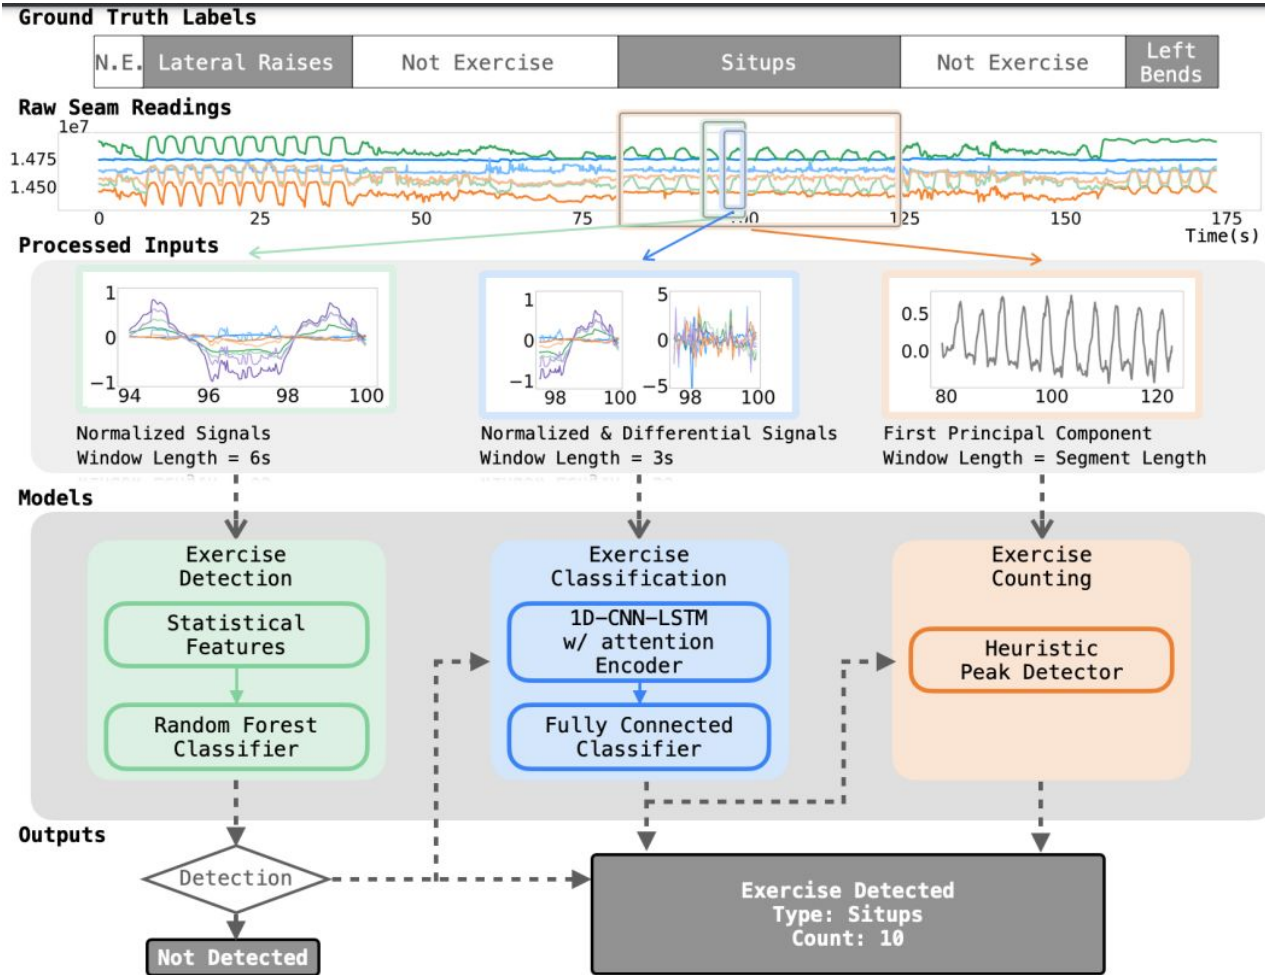 Ground Truth Labels
N.E.
Lateral Raises
Not Exercise
Situps
Not Exercise
Left
Bends
Raw Seam Readings
1e7
1.475
1.450
0
25
50
75
125
150
175
Time(s)
Processed Inputs
1
0
−1
94
96
98
100
Normalized Signals
Window Length = 6s
1
0
−1
98
100
5
0
−5
98
100
Normalized & Differential Signals
Window Length = 3s
0.5
0.0
80
100
120
First Principal Component
Window Length = Segment Length
Models
Exercise
Detection
Statistical
Features
Random Forest
Classifier
Exercise
Classification
1D-CNN-LSTM
w/ attention
Encoder
Fully Connected
Classifier
Exercise
Counting
Heuristic
Peak Detector
Outputs
Detection
Not Detected
Exercise Detected
Type: Situps
Count: 10